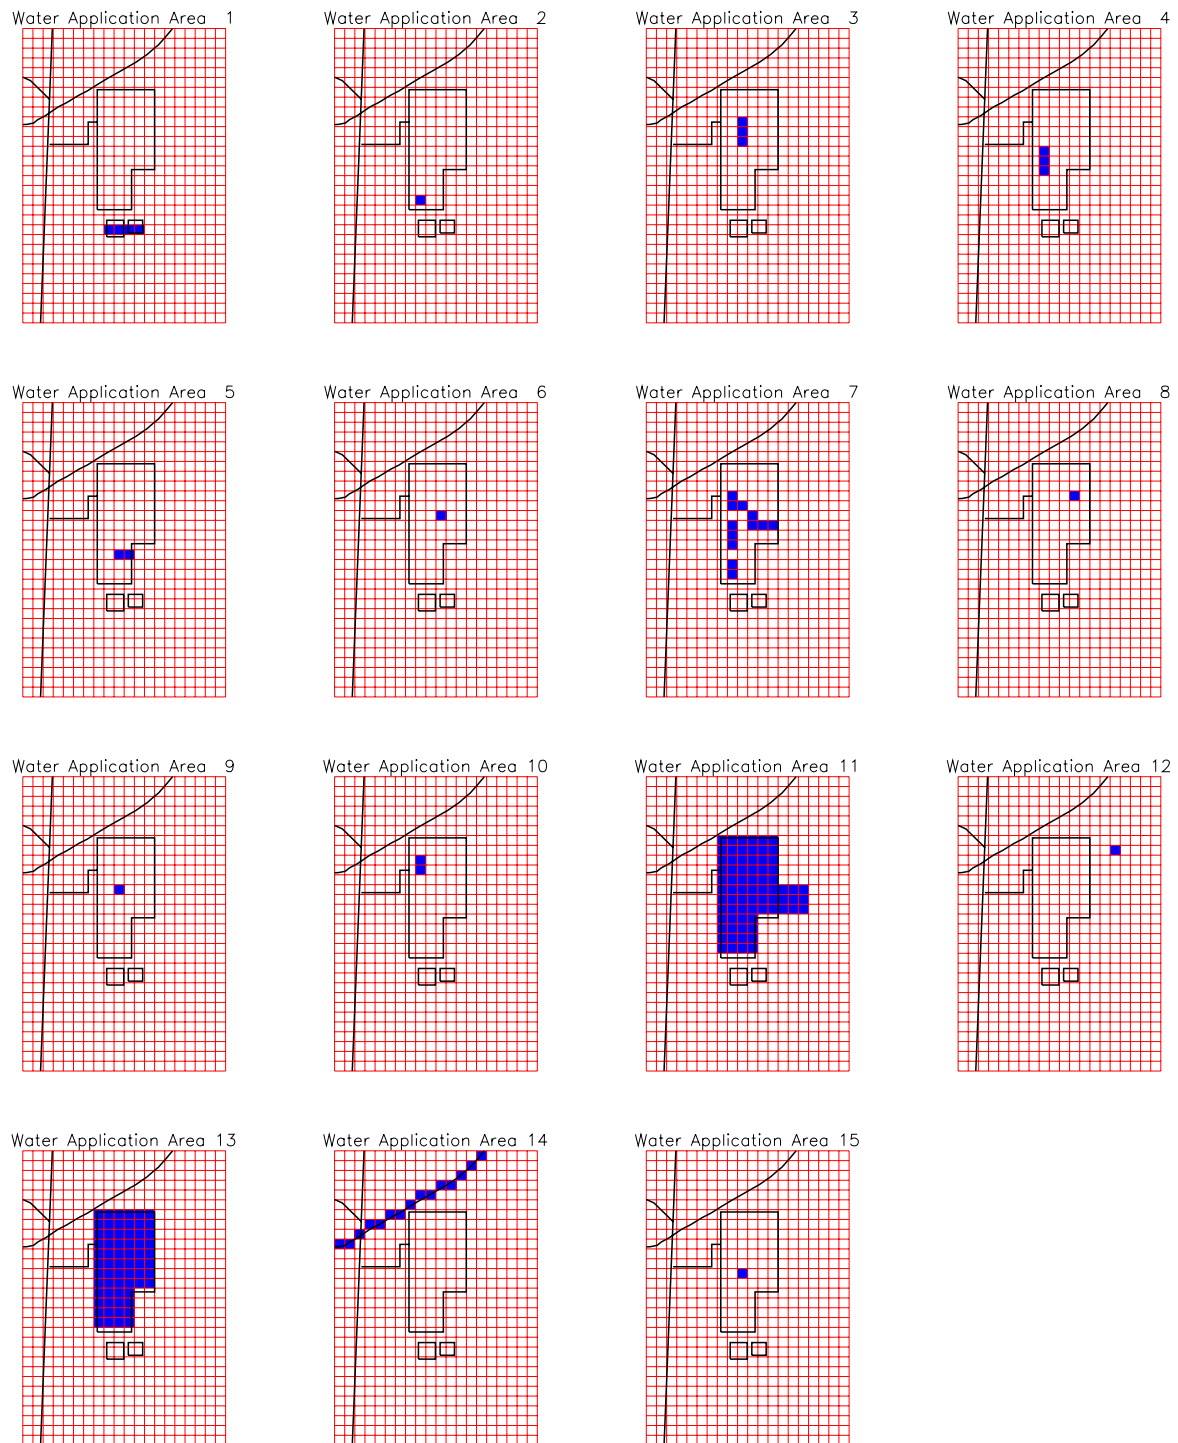 Water Application Area 1
Water Application Area 2
Water Application Area 3
Water Application Area 4
Water Application Area 5
Water Application Area 6
Water Application Area 7
Water Application Area 8
Water Application Area 9
Water Application Area 10
Water Application Area 11
Water Application Area 12
Water Application Area 13
Water Application Area 14
Water Application Area 15